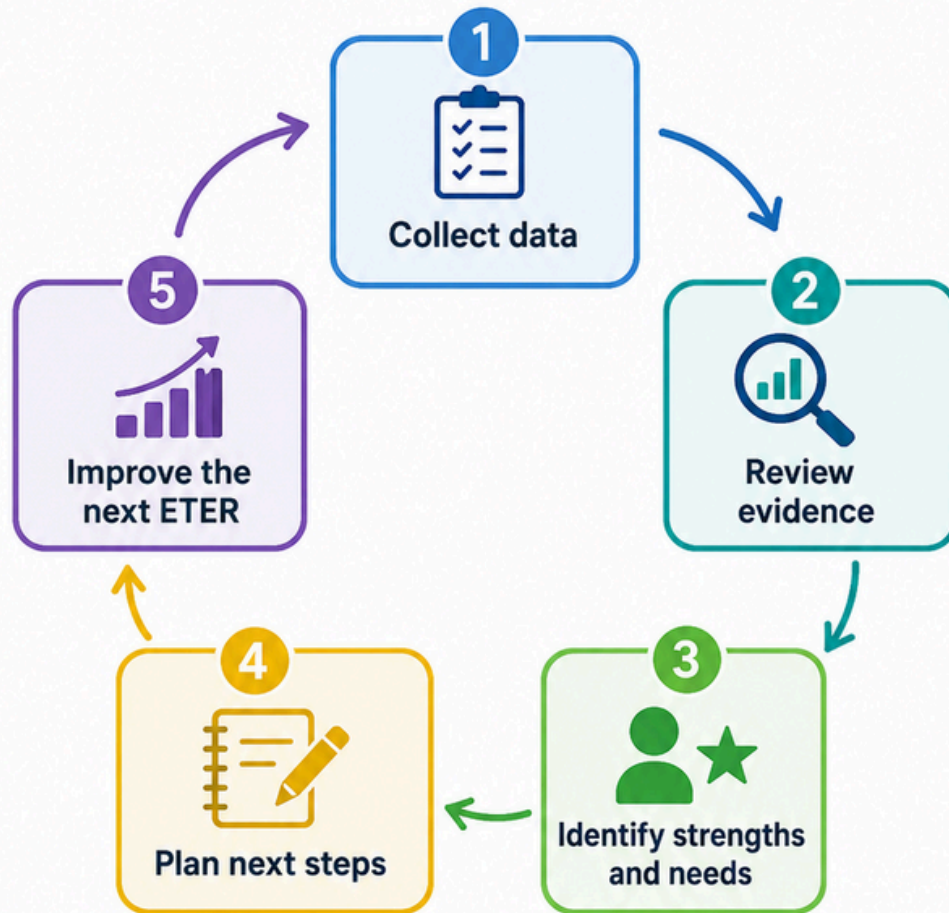 1
Collect data
2
Review
evidence
3
Identify strengths
and needs
4
Plan next steps
5
Improve the
next ETER